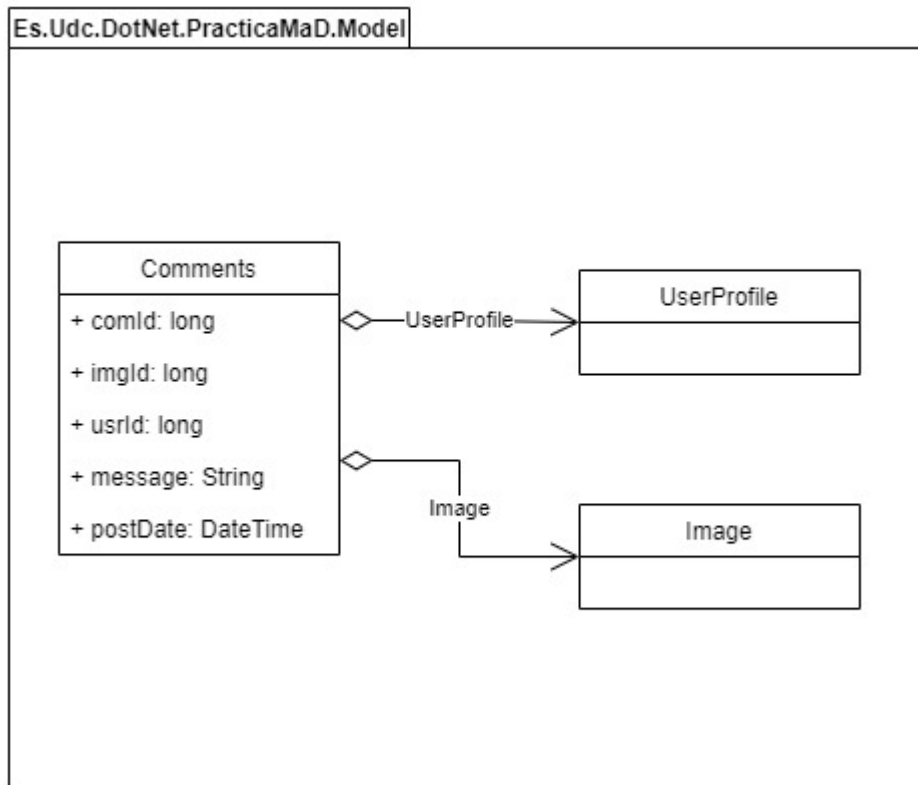 Es.Udc.DotNet.PracticaMaD.Model
Comments
+ comId: long
+ imgId: long
+ usrId: long
+ message: String
+ postDate: DateTime
UserProfile
UserProfile
Image
Image